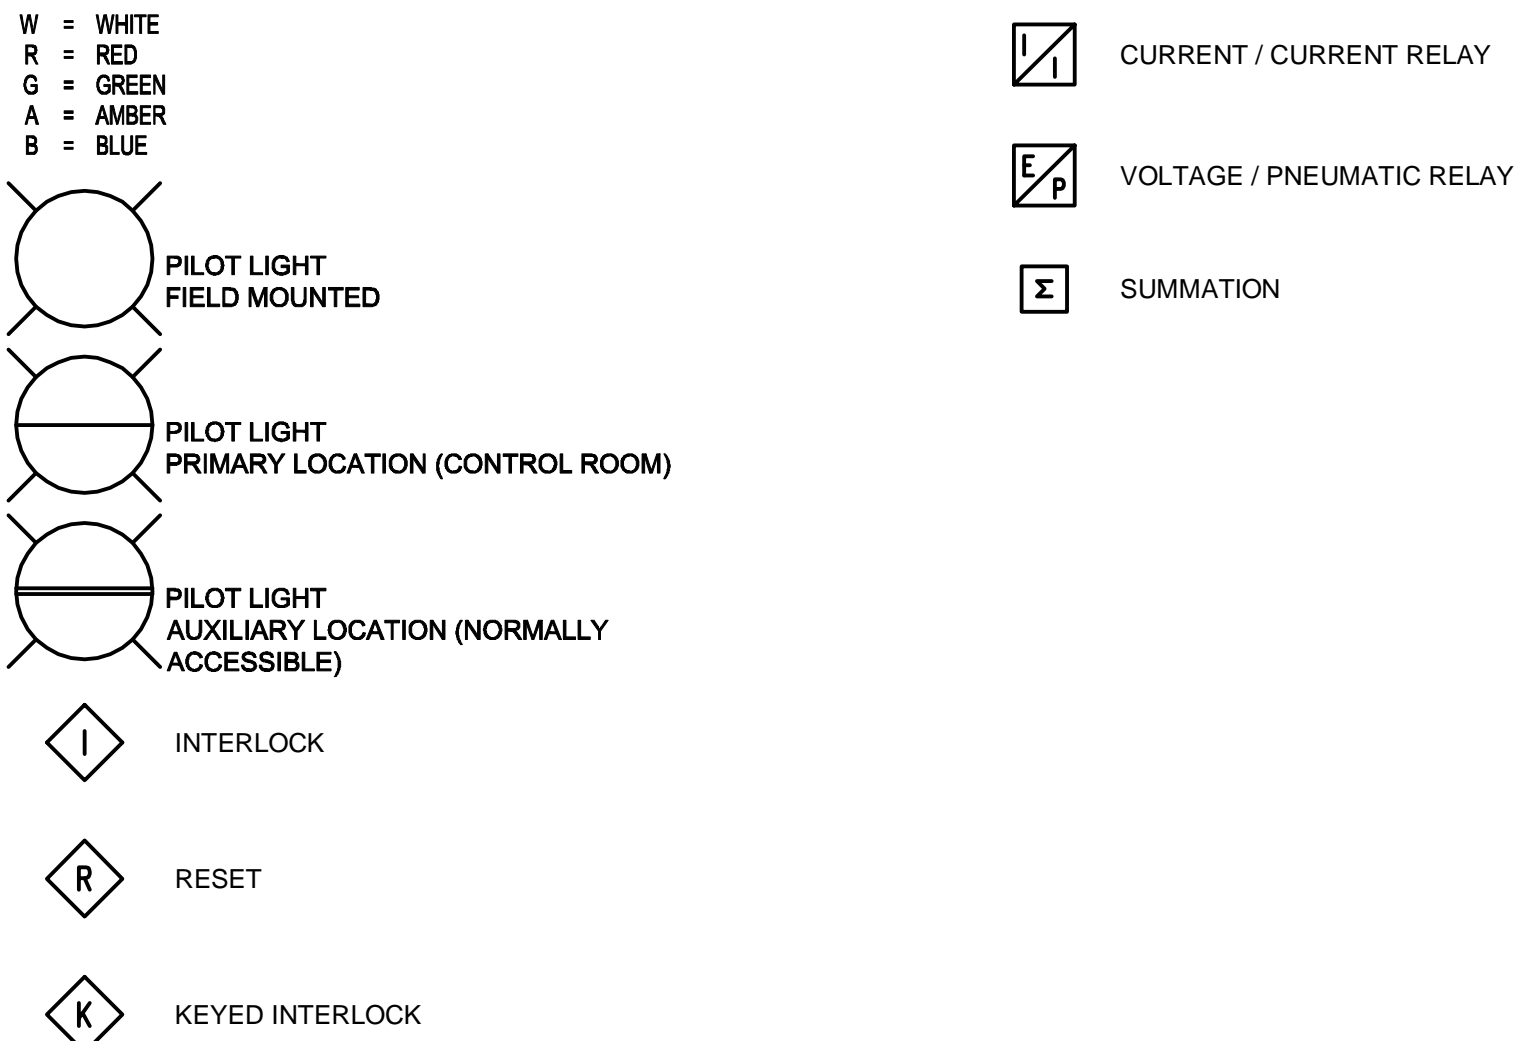 W = WHITE
R = RED
G = GREEN
A = AMBER
B = BLUE
PILOT LIGHT
FIELD MOUNTED
PILOT LIGHT
PRIMARY LOCATION (CONTROL ROOM)
PILOT LIGHT
AUXILIARY LOCATION (NORMALLY
ACCESSIBLE)
I INTERLOCK
R RESET
K KEYED INTERLOCK
I I CURRENT / CURRENT RELAY
E P VOLTAGE / PNEUMATIC RELAY
Σ SUMMATION